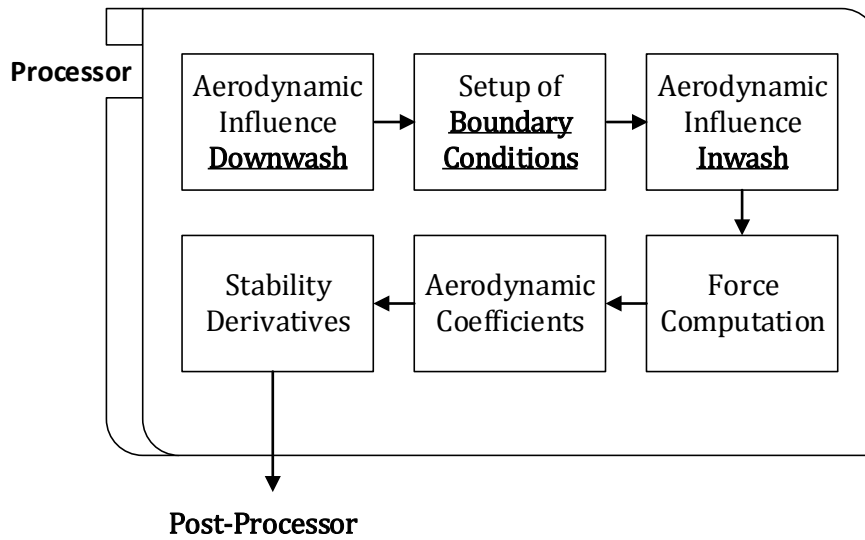 Processor
Aerodynamic
Influence
Downwash
Setup of
Boundary
Conditions
Aerodynamic
Influence
Inwash
Stability
Derivatives
Aerodynamic
Coefficients
Force
Computation
Post-Processor